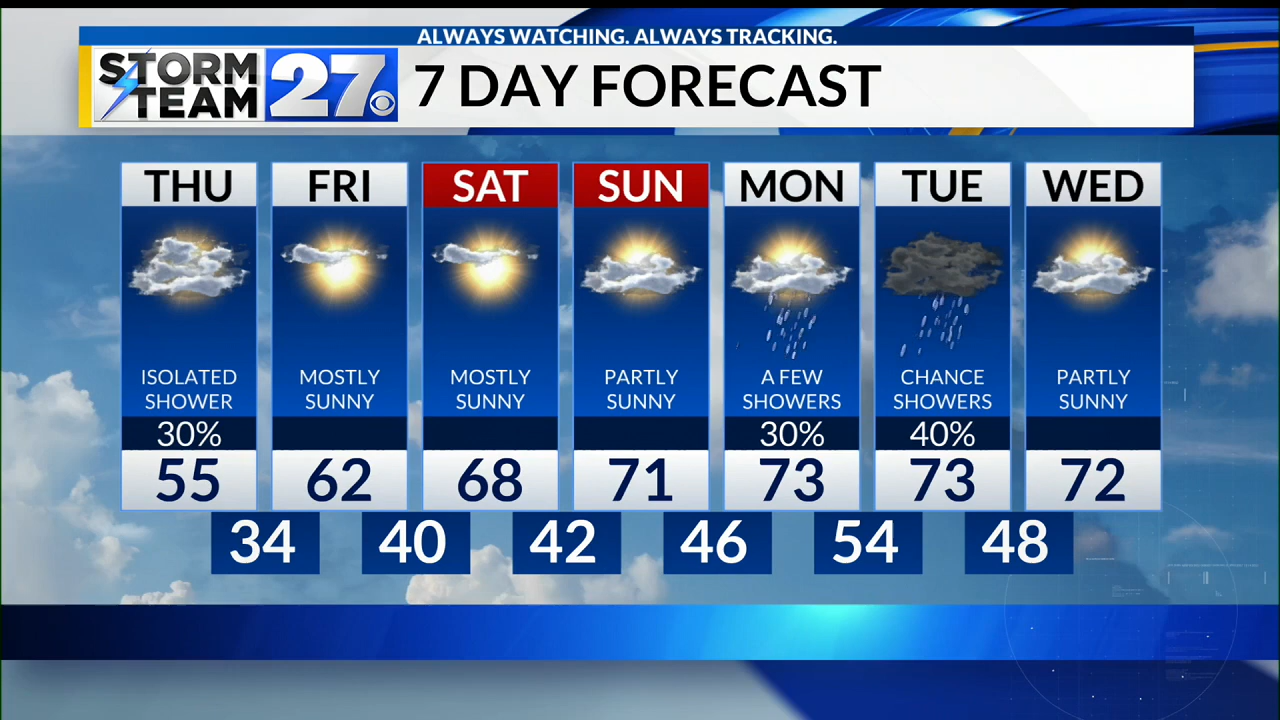 ALWAYS WATCHING. ALWAYS TRACKING.
STORM TEAM 27
7 DAY FORECAST
THU FRI SAT SUN MON TUE WED
ISOLATED SHOWER MOSTLY SUNNY MOSTLY SUNNY PARTLY SUNNY A FEW SHOWERS CHANCE SHOWERS PARTLY SUNNY
30% 30% 40%
55 62 68 71 73 73 72
34 40 42 46 54 48